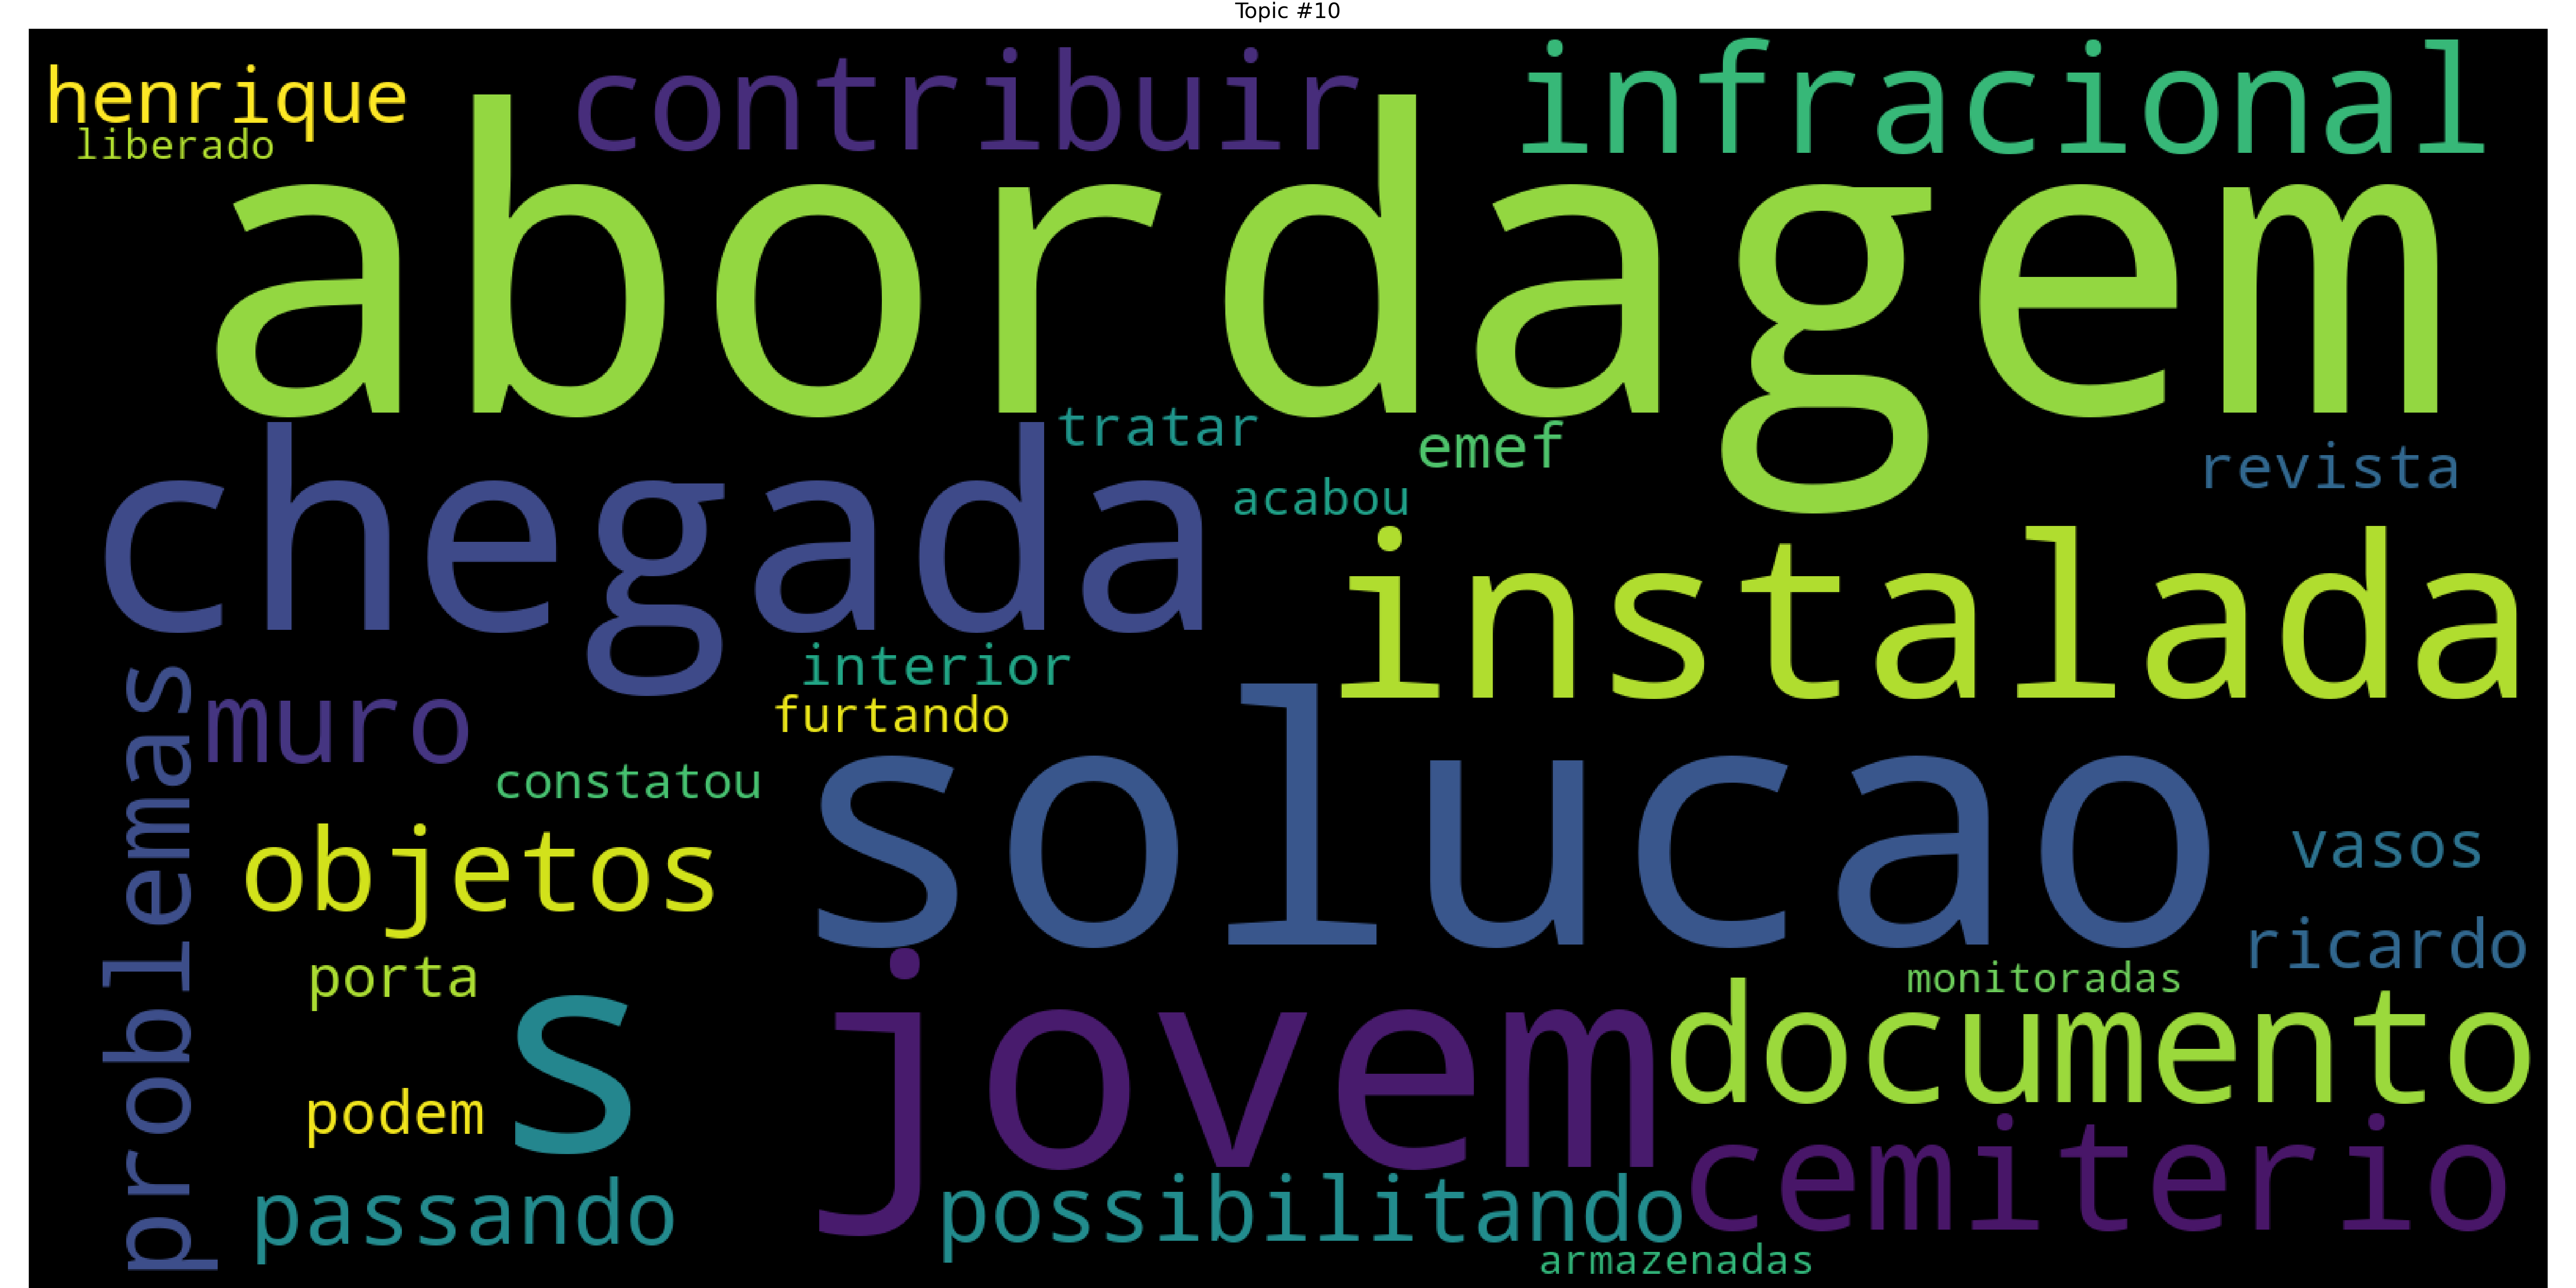 Topic #10
henrique
contribuir
infracional
liberado
abordagem
tratar
emef
revista
chegada
acabou
instalada
interior
furtando
muro
problemas
constatou
solucao
objetos
vasos
ricardo
porta
monitoradas
s
jovem
documento
podem
cemiterio
passando
possibilitando
armazenadas